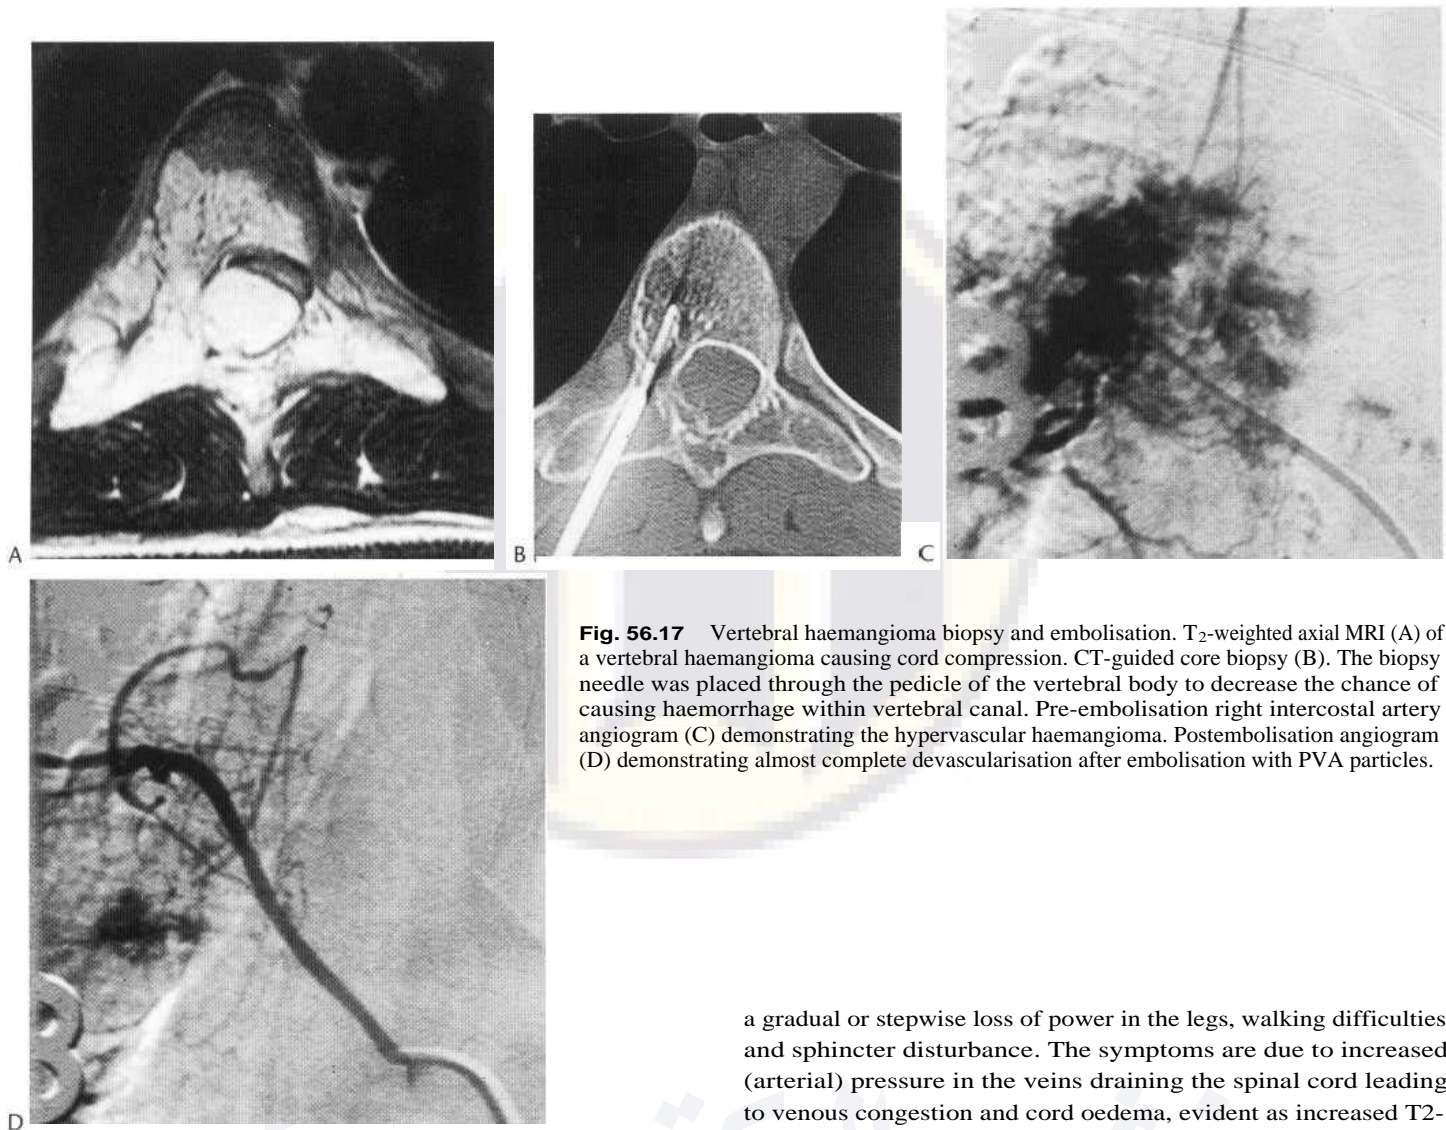 A
B
C
D
Fig. 56.17 Vertebral haemangioma biopsy and embolisation. T2-weighted axial MRI (A) of
a vertebral haemangioma causing cord compression. CT-guided core biopsy (B). The biopsy
needle was placed through the pedicle of the vertebral body to decrease the chance of
causing haemorrhage within vertebral canal. Pre-embolisation right intercostal artery
angiogram (C) demonstrating the hypervascular haemangioma. Postembolisation angiogram
(D) demonstrating almost complete devascularisation after embolisation with PVA particles.
a gradual or stepwise loss of power in the legs, walking difficulties
and sphincter disturbance. The symptoms are due to increased
(arterial) pressure in the veins draining the spinal cord leading
to venous congestion and cord oedema, evident as increased T2-